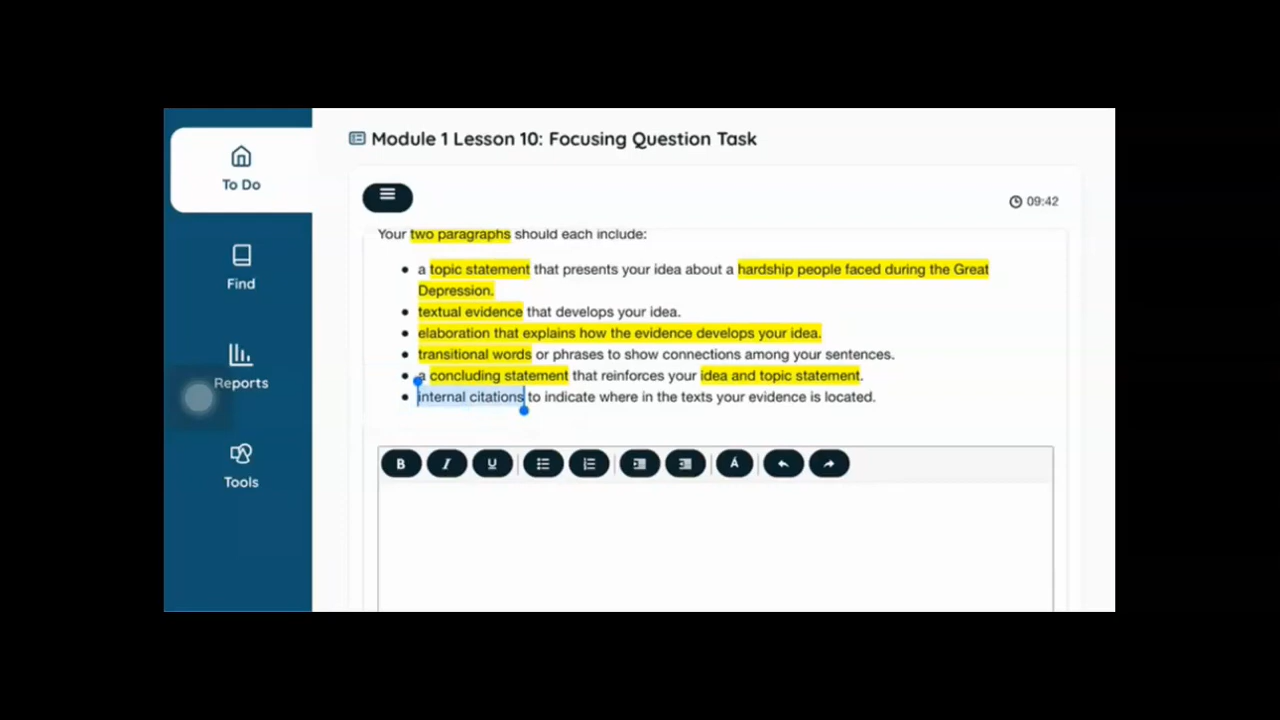 Module 1 Lesson 10: Focusing Question Task
To Do
09:42
Your two paragraphs should each include:
a topic statement that presents your idea about a hardship people faced during the Great
Depression.
Find
textual evidence that develops your idea.
elaboration that explains how the evidence develops your idea.
transitional words or phrases to show connections among your sentences.
a concluding statement that reinforces your idea and topic statement.
Reports
internal citations to indicate where in the texts your evidence is located.
B I U Á
Tools